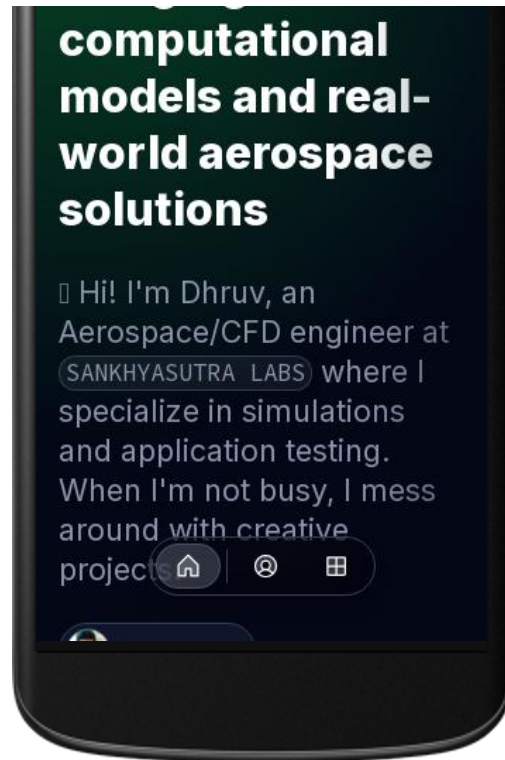 computational
models and real-
world aerospace
solutions
Hi! I'm Dhruv, an
Aerospace/CFD engineer at
SANKHYASUTRA LABS where I
specialize in simulations
and application testing.
When I'm not busy, I mess
around with creative
projects